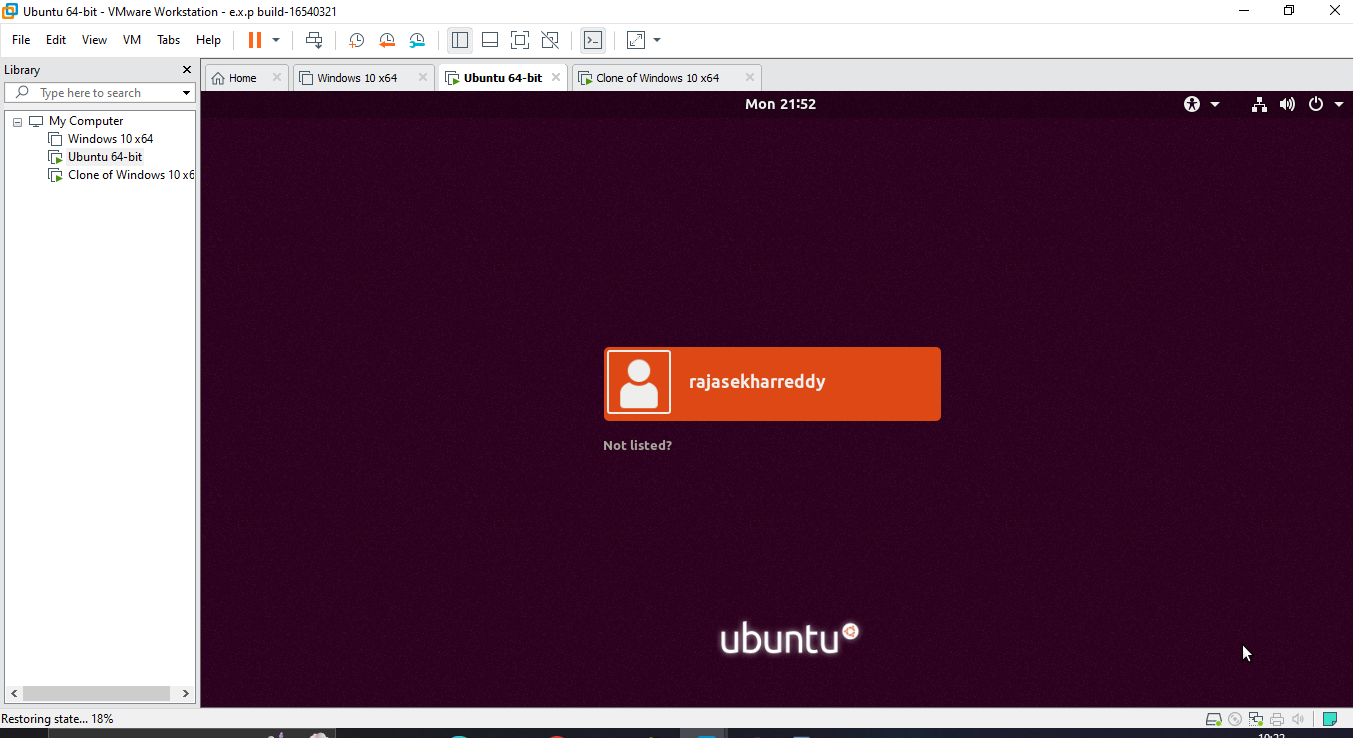 Ubuntu 64-bit - VMware Workstation - e.x.p build-16540321
File Edit View VM Tabs Help
Library
Type here to search
My Computer
Windows 10 x64
Ubuntu 64-bit
Clone of Windows 10 x6
Home
Windows 10 x64
Ubuntu 64-bit
Clone of Windows 10 x64
Mon 21:52
rajasekharreddy
Not listed?
ubuntu
Restoring state... 18%